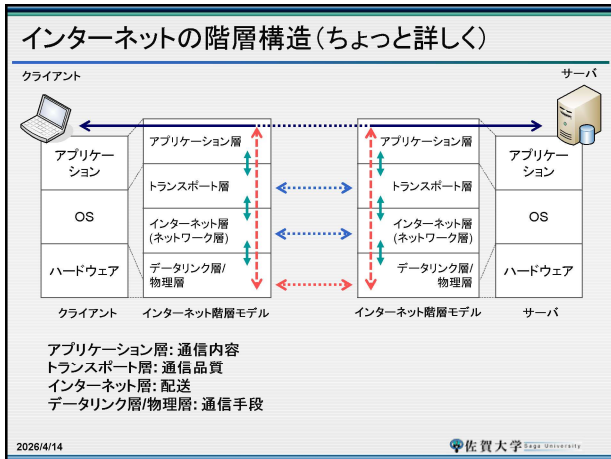 インターネットの階層構造(ちょっと詳しく)
クライアント
サーバ
アプリケー
ション
OS
ハードウェア
クライアント
アプリケーション層
トランスポート層
インターネット層
(ネットワーク層)
データリンク層/
物理層
インターネット階層モデル
アプリケーション層
トランスポート層
インターネット層
(ネットワーク層)
データリンク層/
物理層
インターネット階層モデル
アプリケー
ション
OS
ハードウェア
サーバ
アプリケーション層: 通信内容
トランスポート層: 通信品質
インターネット層: 配送
データリンク層/物理層: 通信手段
2026/4/14
佐賀大学 Saga University